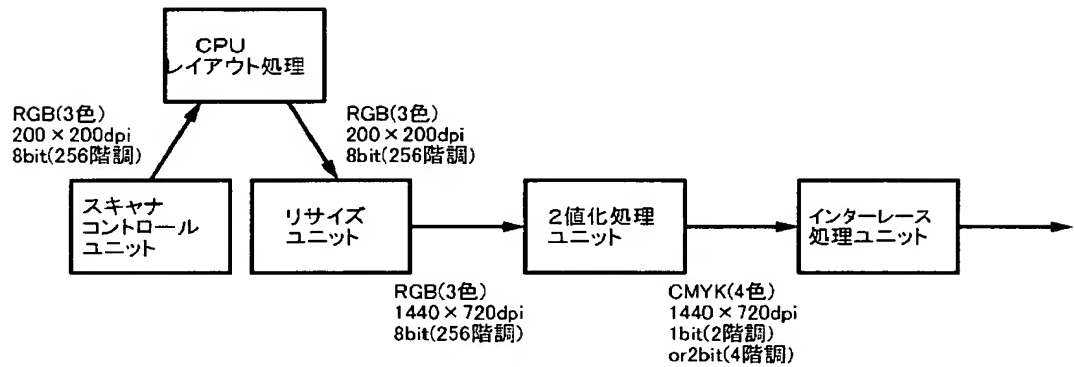 CPU
レイアウト処理
RGB(3色)
200×200dpi
8bit(256階調)
RGB(3色)
200×200dpi
8bit(256階調)
スキャナ
コントロール
ユニット
リサイズ
ユニット
2値化処理
ユニット
インターレース
処理ユニット
RGB(3色)
1440×720dpi
8bit(256階調)
CMYK(4色)
1440×720dpi
1bit(2階調)
or2bit(4階調)